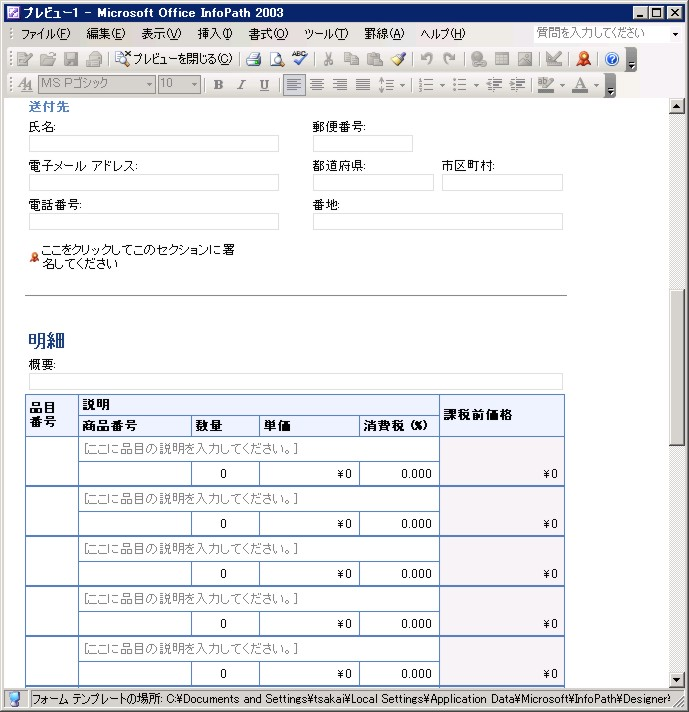 プレビュー1 - Microsoft Office InfoPath 2003
ファイル(F) 編集(E) 表示(V) 挿入(I) 書式(O) ツール(T) 罫線(A) ヘルプ(H) 質問を入力してください
プレビューを閉じる(C)
MS Pゴシック 10 B I U
送付先
氏名: 郵便番号:
電子メール アドレス: 都道府県: 市区町村:
電話番号: 番地:
ここをクリックしてこのセクションに署
名してください
明細
概要:
品目
番号 説明 課税前価格
商品番号 数量 単価 消費税 (%)
[ここに品目の説明を入力してください。]
0 ¥0 0.000 ¥0
[ここに品目の説明を入力してください。]
0 ¥0 0.000 ¥0
[ここに品目の説明を入力してください。]
0 ¥0 0.000 ¥0
[ここに品目の説明を入力してください。]
0 ¥0 0.000 ¥0
[ここに品目の説明を入力してください。]
0 ¥0 0.000 ¥0
フォーム テンプレートの場所: C:¥Documents and Settings¥tsakai¥Local Settings¥Application Data¥Microsoft¥InfoPath¥Designer¥